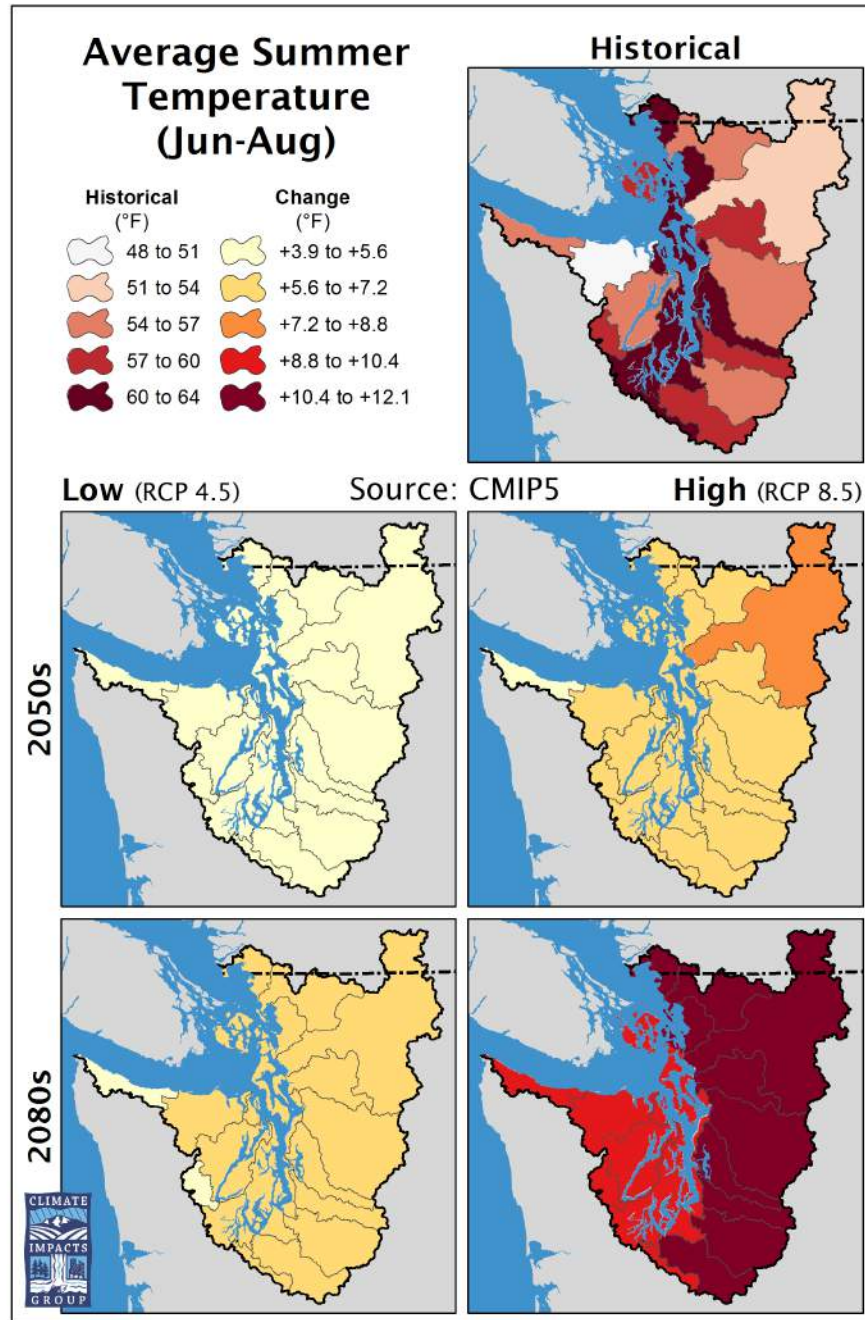 Average Summer
Temperature
(Jun-Aug)
Historical
Historical
(°F)
48 to 51
51 to 54
54 to 57
57 to 60
60 to 64
Change
(°F)
+3.9 to +5.6
+5.6 to +7.2
+7.2 to +8.8
+8.8 to +10.4
+10.4 to +12.1
Low (RCP 4.5)
Source: CMIP5
High (RCP 8.5)
2050s
2080s
CLIMATE
IMPACTS
GROUP